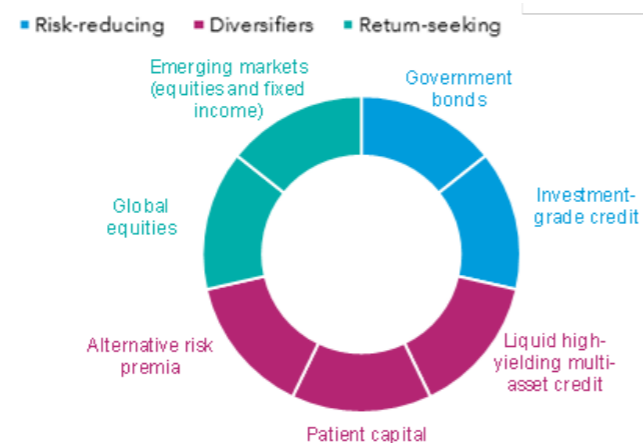 Risk-reducing Diversifiers Return-seeking
Emerging markets
(equities and fixed
income)
Government
bonds
Global
equities
Investment-
grade credit
Alternative risk
premia
Liquid high-
yielding multi-
asset credit
Patient capital